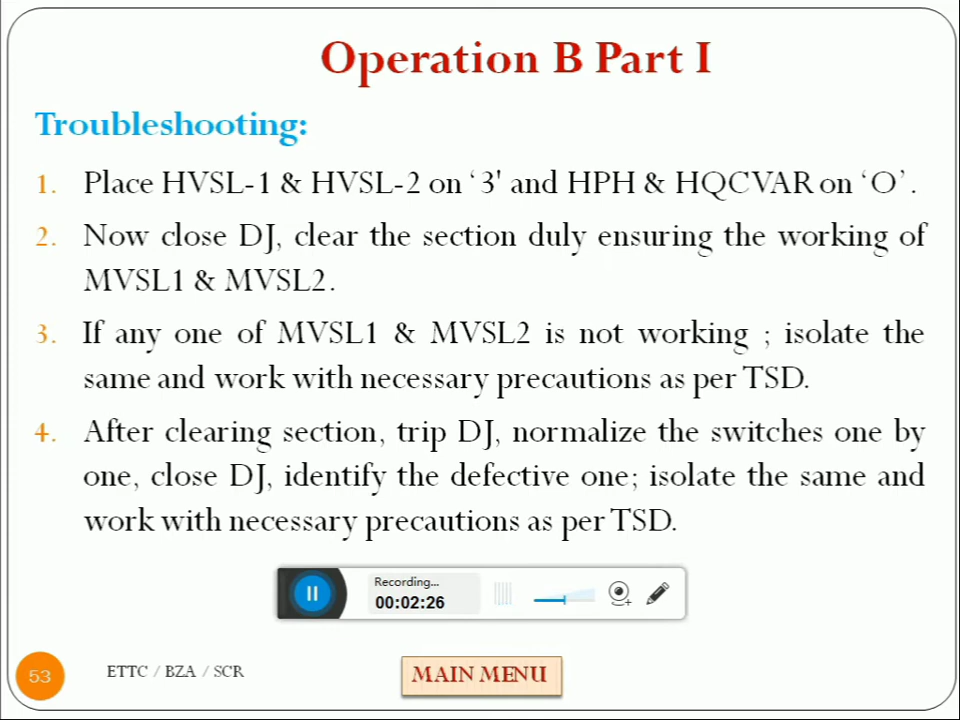 Operation B Part I
Troubleshooting:
1. Place HVSL-1 & HVSL-2 on ‘3' and HPH & HQCVAR on ‘O’.
2. Now close DJ, clear the section duly ensuring the working of
MVSL1 & MVSL2.
3. If any one of MVSL1 & MVSL2 is not working ; isolate the
same and work with necessary precautions as per TSD.
4. After clearing section, trip DJ, normalize the switches one by
one, close DJ, identify the defective one; isolate the same and
work with necessary precautions as per TSD.
Recording...
00:02:26
53
ETTC / BZA / SCR
MAIN MENU